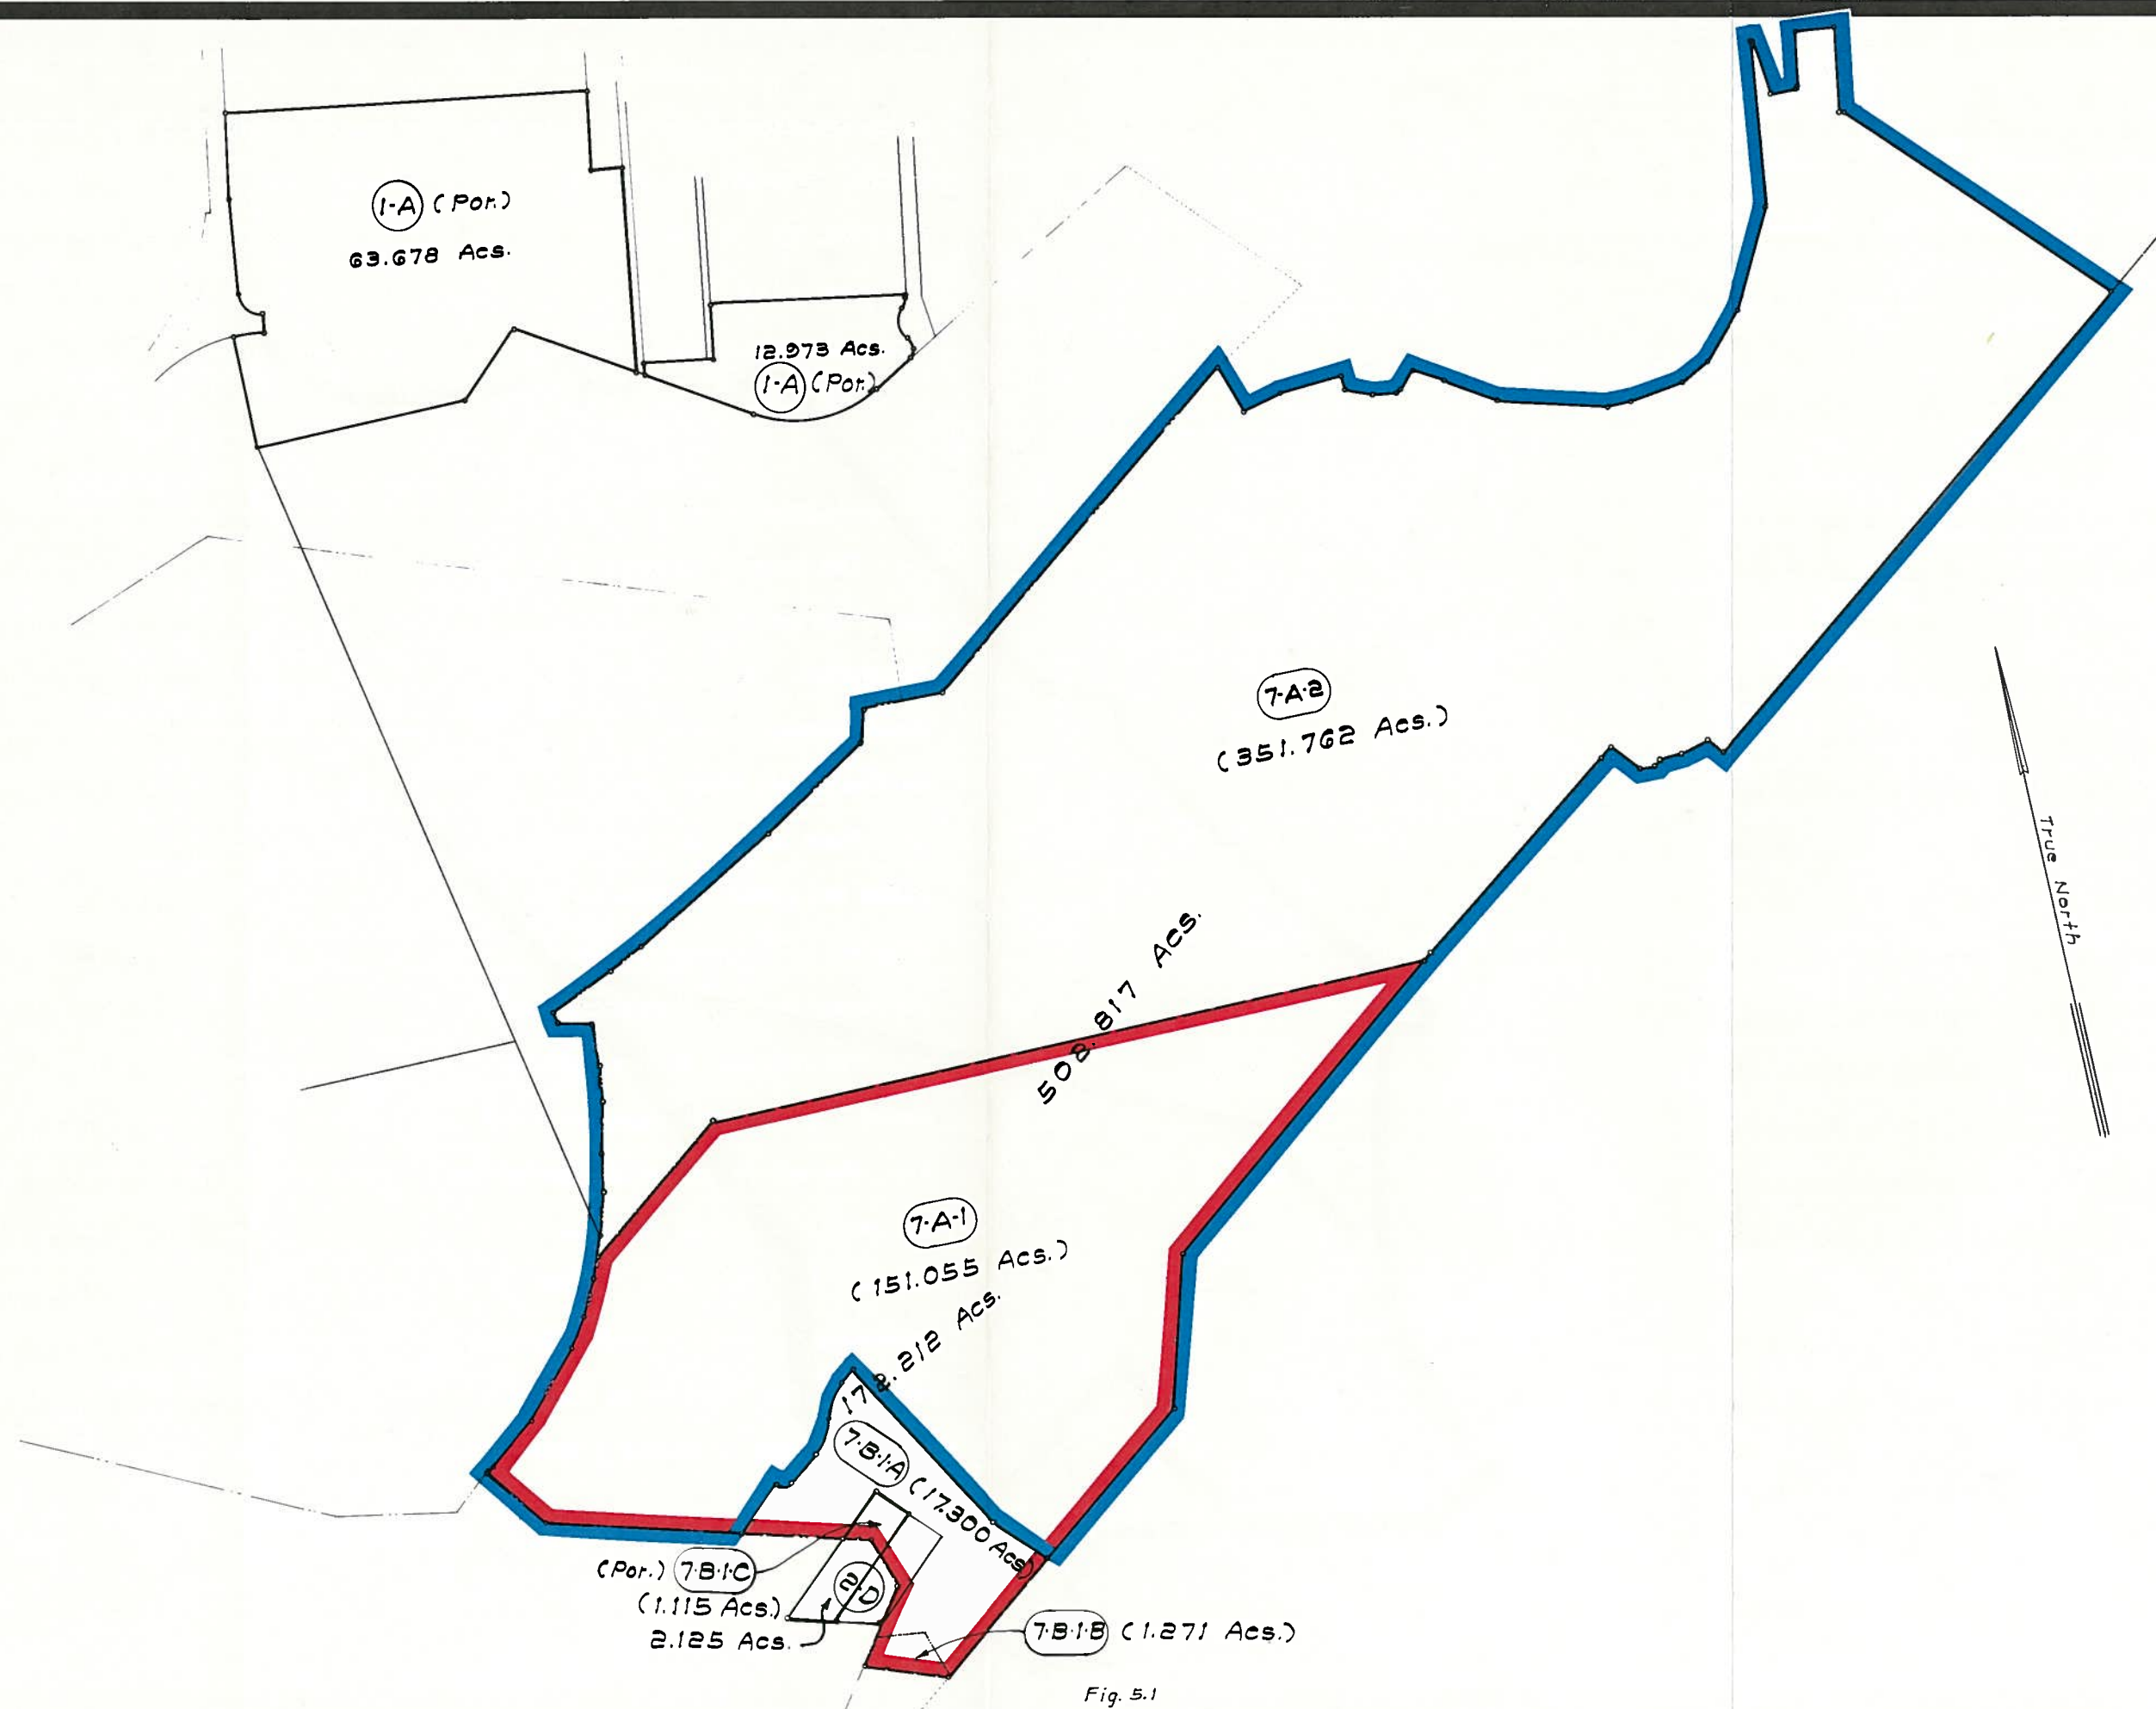 1-A (Por.)
63.678 Acs.
12.973 Acs.
1-A (Por.)
7-A-2
(351.762 Acs.)
True North
502.817 Acs.
7-A-1
(151.055 Acs.)
172.212 Acs.
7-B-1-A (17.300 Acs)
(Por.) 7-B-1-C
(1.115 Acs.)
2-D
2.125 Acs.
7-B-1-B (1.271 Acs.)
Fig. 5.1